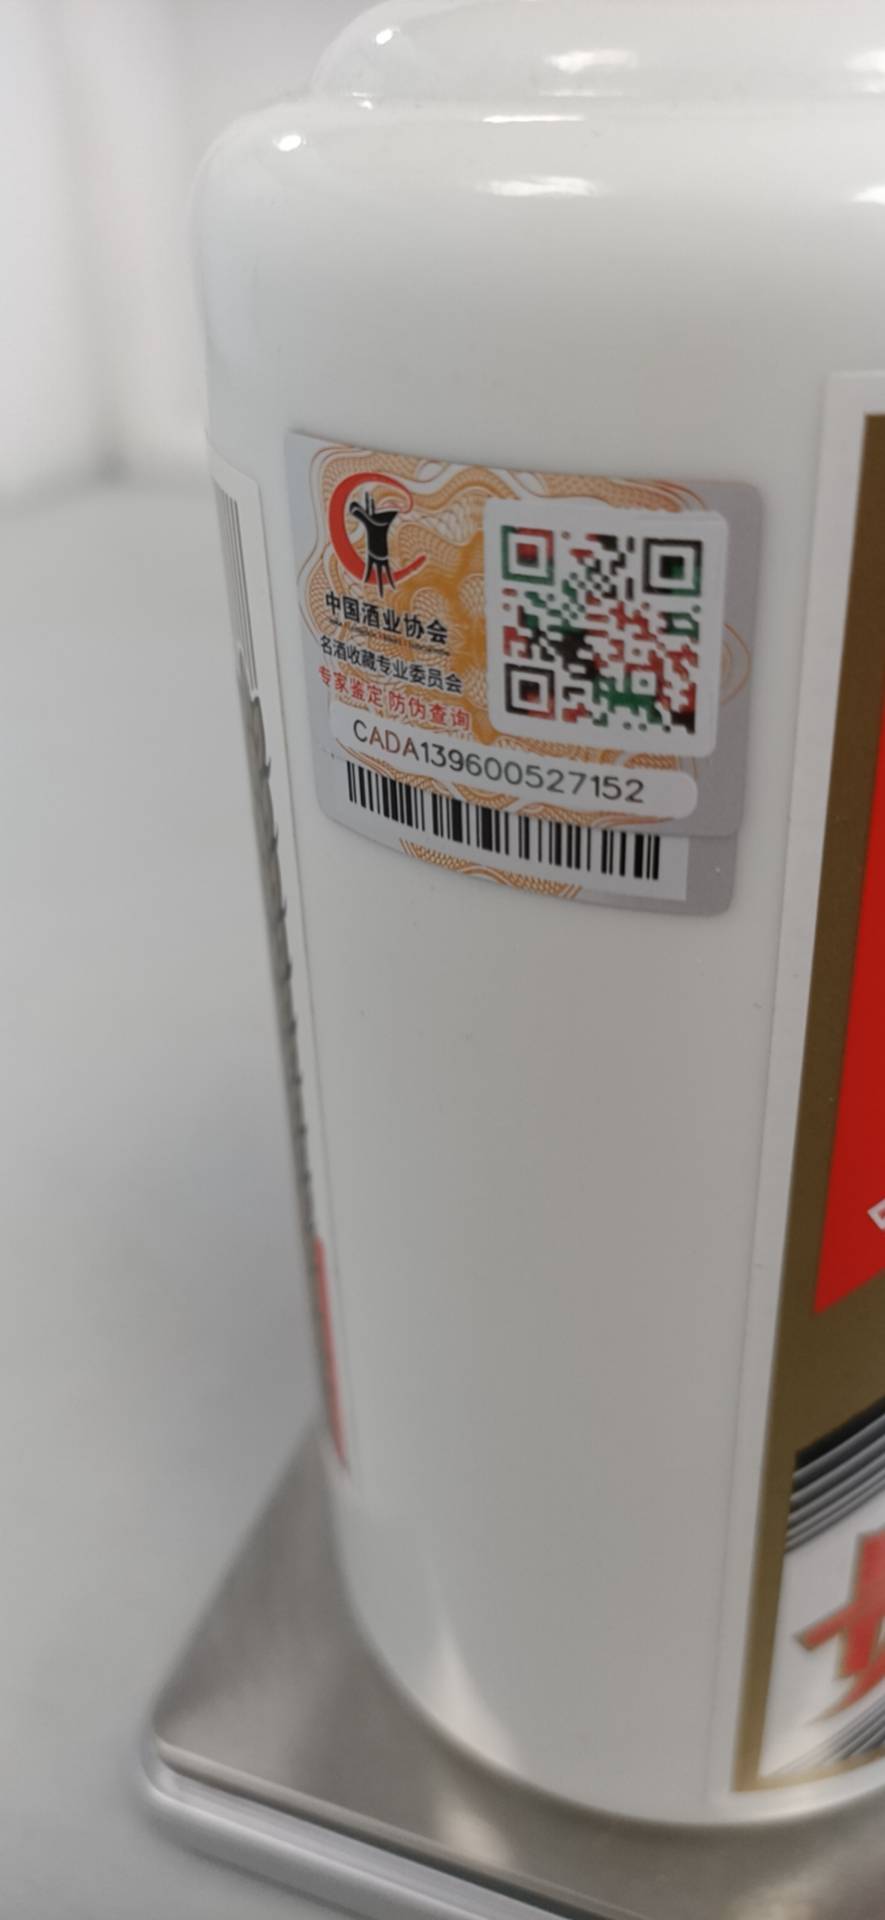 中国酒业协会
名酒收藏专业委员会
专家鉴定 防伪查询
CADA139600527152